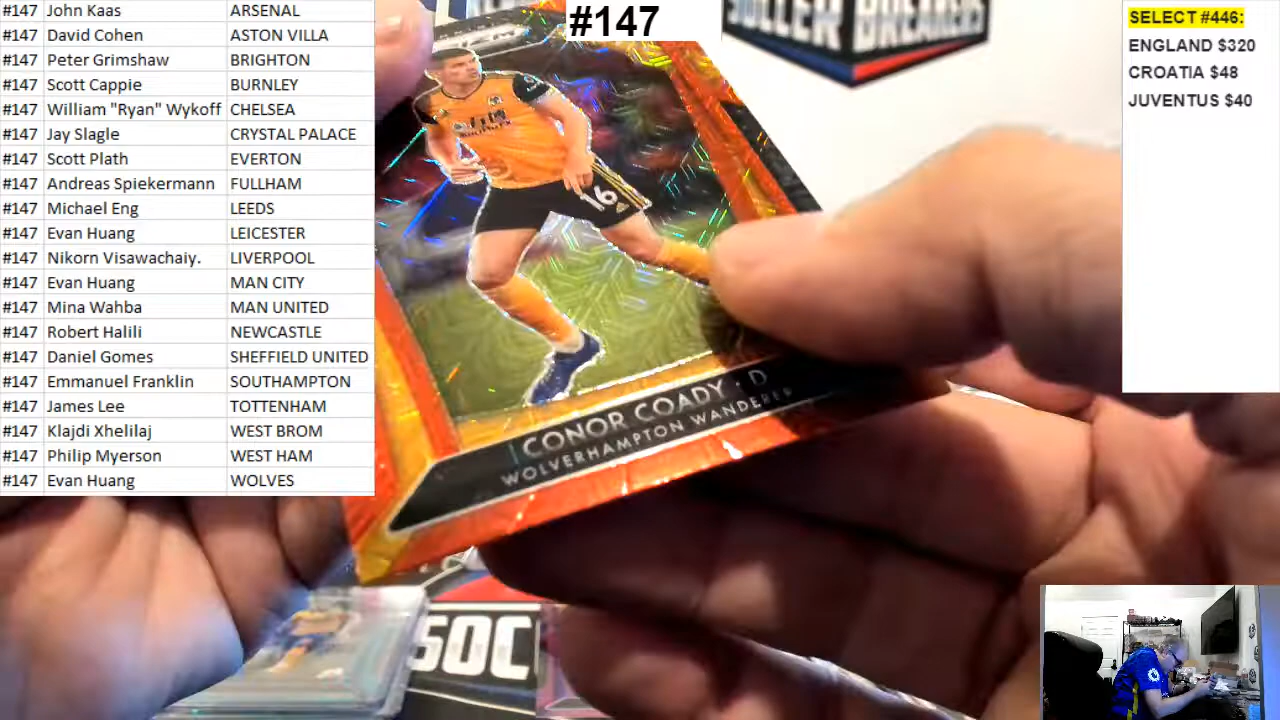 #147 John Kaas ARSENAL
#147 David Cohen ASTON VILLA
#147 Peter Grimshaw BRIGHTON
#147 Scott Cappie BURNLEY
#147 William "Ryan" Wykoff CHELSEA
#147 Jay Slagle CRYSTAL PALACE
#147 Scott Plath EVERTON
#147 Andreas Spiekermann FULLHAM
#147 Michael Eng LEEDS
#147 Evan Huang LEICESTER
#147 Nikorn Visawachaiy. LIVERPOOL
#147 Evan Huang MAN CITY
#147 Mina Wahba MAN UNITED
#147 Robert Halili NEWCASTLE
#147 Daniel Gomes SHEFFIELD UNITED
#147 Emmanuel Franklin SOUTHAMPTON
#147 James Lee TOTTENHAM
#147 Klajdi Xhelilaj WEST BROM
#147 Philip Myerson WEST HAM
#147 Evan Huang WOLVES
#147
SOCCER BREAKERS
16
CONOR COADY · D
WOLVERHAMPTON WANDERER
SOC
SELECT #446:
ENGLAND $320
CROATIA $48
JUVENTUS $40